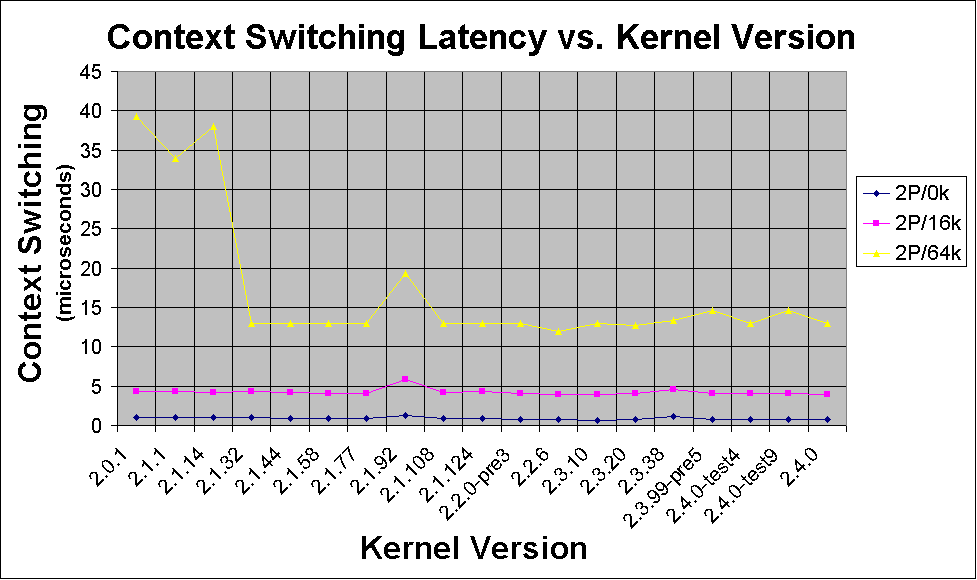 Context Switching Latency vs. Kernel Version
Context Switching
(microseconds)
45
40
35
30
25
20
15
10
5
0
2.0.1
2.1.1
2.1.14
2.1.32
2.1.44
2.1.58
2.1.77
2.1.92
2.1.108
2.1.124
2.2.0-pre3
2.2.6
2.3.10
2.3.20
2.3.38
2.3.99-pre5
2.4.0-test4
2.4.0-test9
2.4.0
Kernel Version
2P/0k
2P/16k
2P/64k